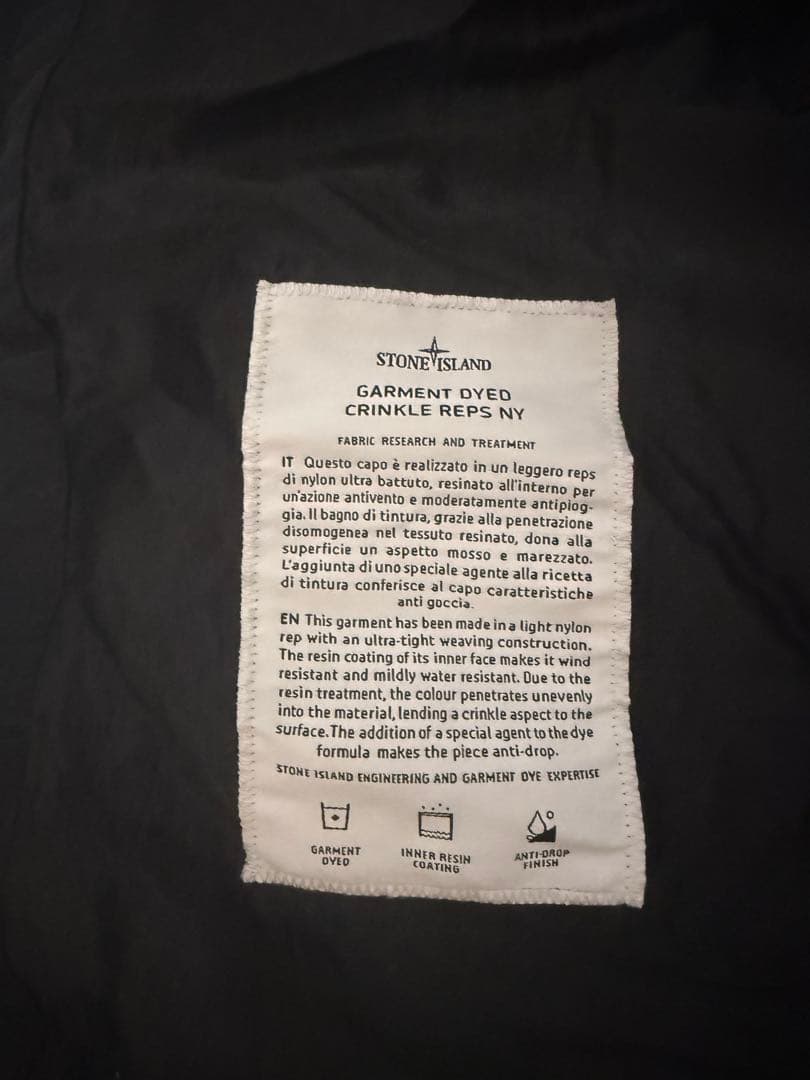 STONE ISLAND
GARMENT DYED
CRINKLE REPS NY
FABRIC RESEARCH AND TREATMENT
IT Questo capo è realizzato in un leggero reps
di nylon ultra battuto, resinato all'interno per
un'azione antivento e moderatamente antipiog-
gia. Il bagno di tintura, grazie alla penetrazione
disomogenea nel tessuto resinato, dona alla
superficie un aspetto mosso e marezzato.
L'aggiunta di uno speciale agente alla ricetta
di tintura conferisce al capo caratteristiche
anti goccia.
EN This garment has been made in a light nylon
rep with an ultra-tight weaving construction.
The resin coating of its inner face makes it wind
resistant and mildly water resistant. Due to the
resin treatment, the colour penetrates unevenly
into the material, lending a crinkle aspect to the
surface. The addition of a special agent to the dye
formula makes the piece anti-drop.
STONE ISLAND ENGINEERING AND GARMENT DYE EXPERTISE
GARMENT
DYED
INNER RESIN
COATING
ANTI-DROP
FINISH